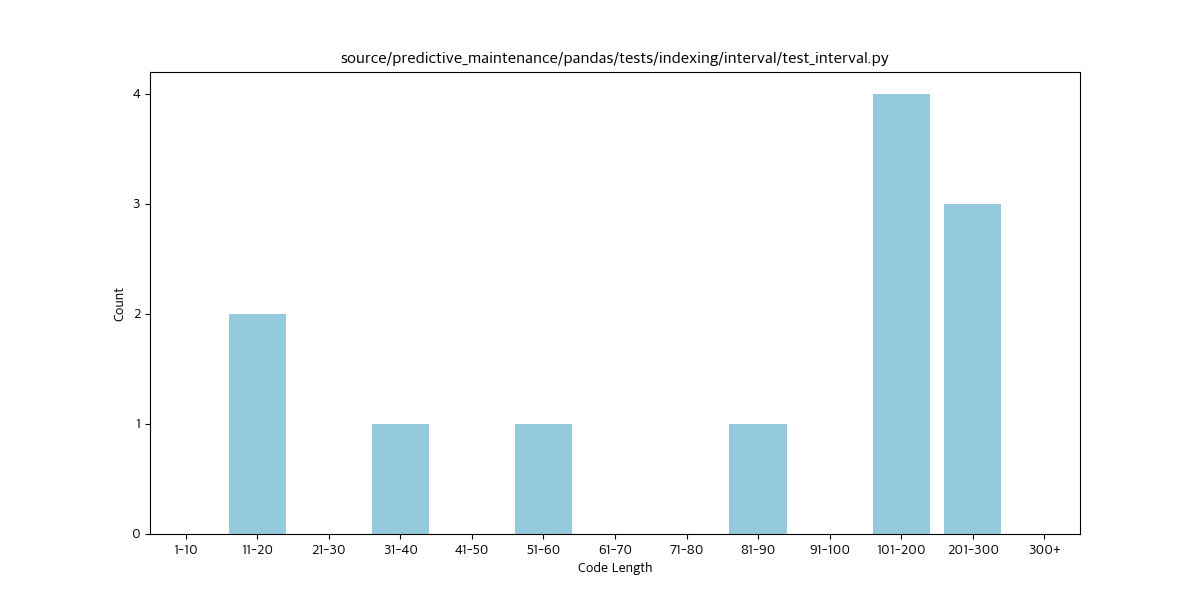 source/predictive_maintenance/pandas/tests/indexing/interval/test_interval.py
4
3
2
1
0
Count
1-10 11-20 21-30 31-40 41-50 51-60 61-70 71-80 81-90 91-100 101-200 201-300 300+
Code Length